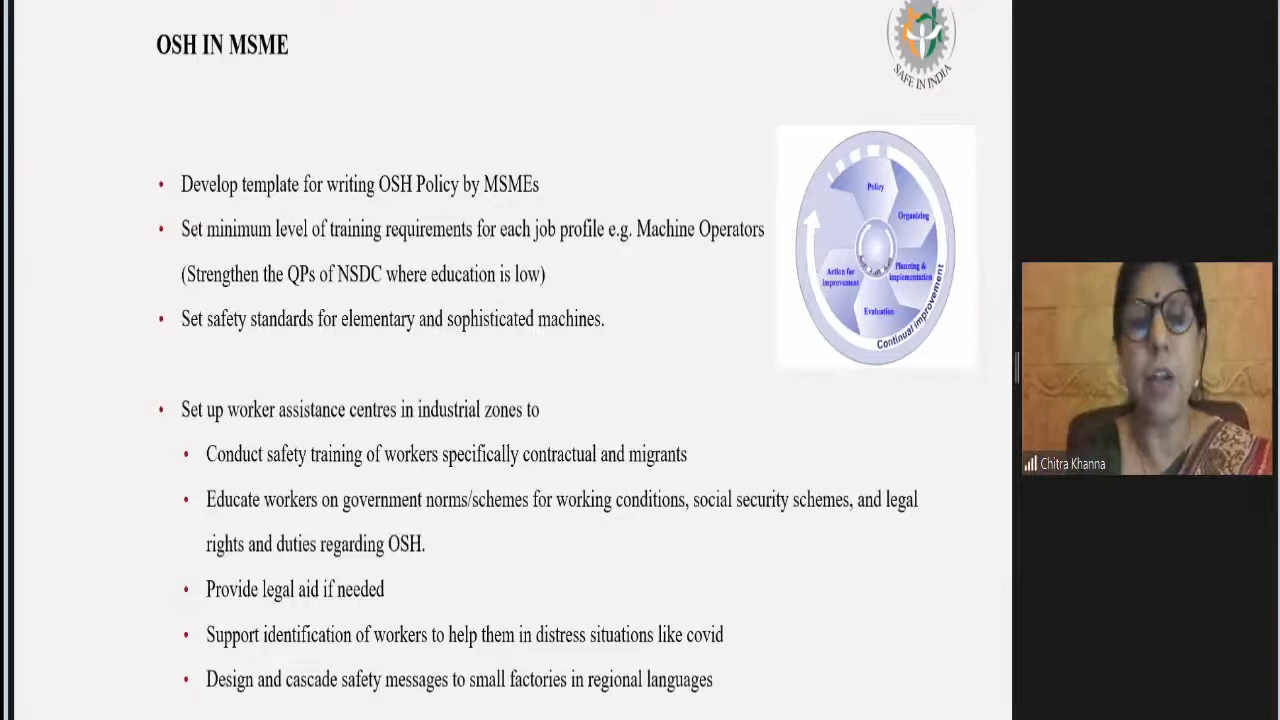 OSH IN MSME
SAFE IN INDIA
• Develop template for writing OSH Policy by MSMEs
• Set minimum level of training requirements for each job profile e.g. Machine Operators
(Strengthen the QPs of NSDC where education is low)
• Set safety standards for elementary and sophisticated machines.
Policy
Organizing
Planning &
implementation
Evaluation
Action for
improvement
Continual improvement
• Set up worker assistance centres in industrial zones to
• Conduct safety training of workers specifically contractual and migrants
• Educate workers on government norms/schemes for working conditions, social security schemes, and legal
rights and duties regarding OSH.
• Provide legal aid if needed
• Support identification of workers to help them in distress situations like covid
• Design and cascade safety messages to small factories in regional languages
Chitra Khanna